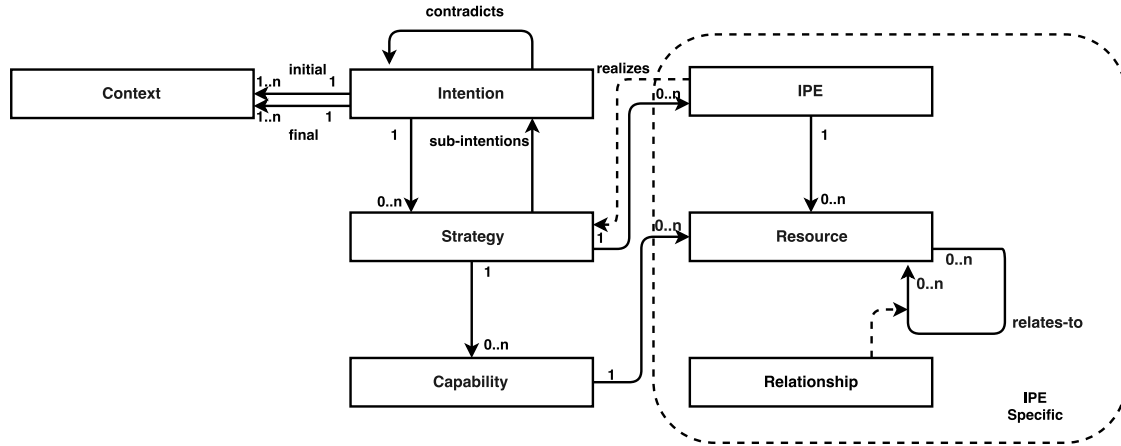 contradicts
realizes
Context
1..n
initial
1
Intention
0..n
IPE
1..n
final
1
1
sub-intentions
1
0..n
0..n
Strategy
1
0..n
Resource
0..n
1
0..n
relates-to
0..n
Capability
1
Relationship
IPE
Specific